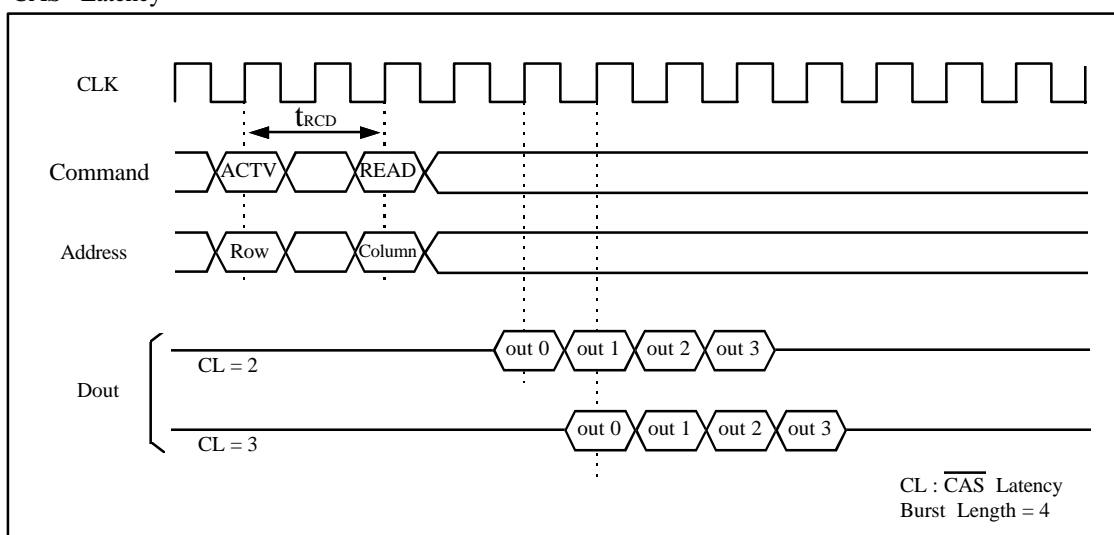 CAS Latency
CLK
tRCD
Command
ACTV
READ
Address
Row
Column
Dout
CL = 2
out 0
out 1
out 2
out 3
CL = 3
out 0
out 1
out 2
out 3
CL : CAS Latency
Burst Length = 4